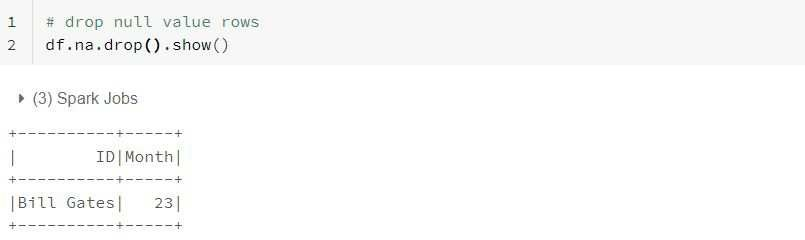 1 # drop null value rows
2 df.na.drop().show()
(3) Spark Jobs
+----------+-----+
|        ID|Month|
+----------+-----+
|Bill Gates|   23|
+----------+-----+